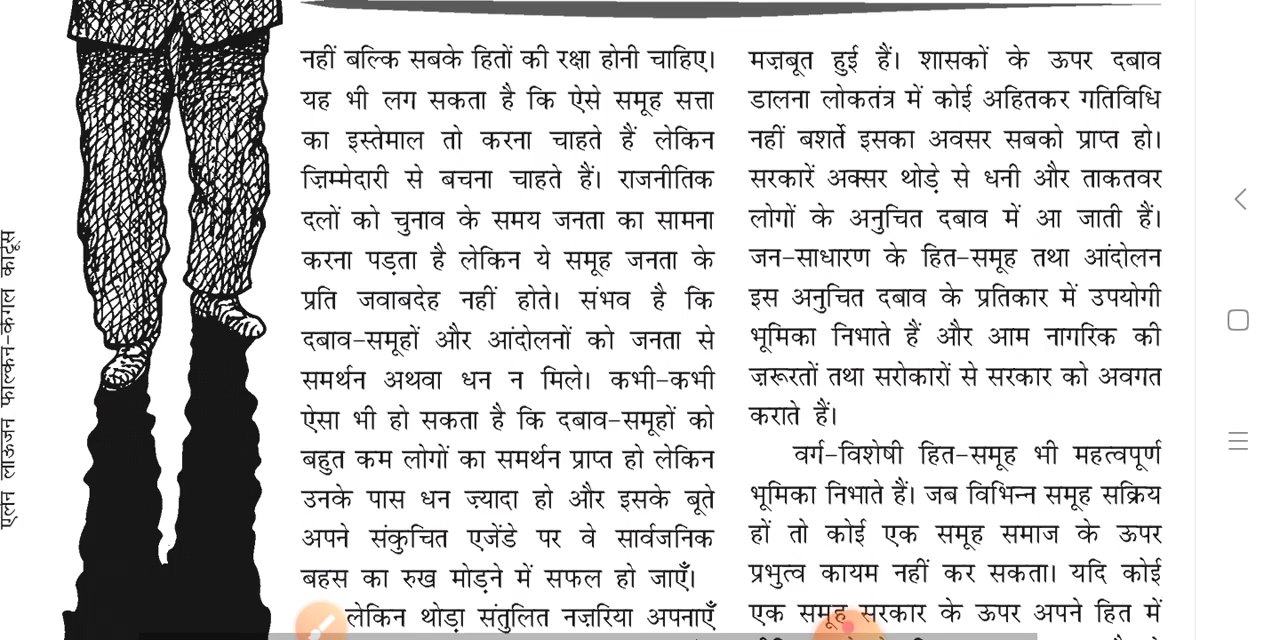 नहीं बल्कि सबके हितों की रक्षा होनी चाहिए।
यह भी लग सकता है कि ऐसे समूह सत्ता
का इस्तेमाल तो करना चाहते हैं लेकिन
ज़िम्मेदारी से बचना चाहते हैं। राजनीतिक
दलों को चुनाव के समय जनता का सामना
करना पड़ता है लेकिन ये समूह जनता के
प्रति जवाबदेह नहीं होते। संभव है कि
दबाव-समूहों और आंदोलनों को जनता से
समर्थन अथवा धन न मिले। कभी-कभी
ऐसा भी हो सकता है कि दबाव-समूहों को
बहुत कम लोगों का समर्थन प्राप्त हो लेकिन
उनके पास धन ज़्यादा हो और इसके बूते
अपने संकुचित एजेंडे पर वे सार्वजनिक
बहस का रुख मोड़ने में सफल हो जाएँ।
लेकिन थोड़ा संतुलित नज़रिया अपनाएँ
मज़बूत हुई हैं। शासकों के ऊपर दबाव
डालना लोकतंत्र में कोई अहितकर गतिविधि
नहीं बशर्ते इसका अवसर सबको प्राप्त हो।
सरकारें अक्सर थोड़े से धनी और ताकतवर
लोगों के अनुचित दबाव में आ जाती हैं।
जन-साधारण के हित-समूह तथा आंदोलन
इस अनुचित दबाव के प्रतिकार में उपयोगी
भूमिका निभाते हैं और आम नागरिक की
ज़रूरतों तथा सरोकारों से सरकार को अवगत
कराते हैं।
वर्ग-विशेषी हित-समूह भी महत्वपूर्ण
भूमिका निभाते हैं। जब विभिन्न समूह सक्रिय
हों तो कोई एक समूह समाज के ऊपर
प्रभुत्व कायम नहीं कर सकता। यदि कोई
एक समूह सरकार के ऊपर अपने हित में
एलेन लाऊजन फाल्कन-केगल कार्टूस